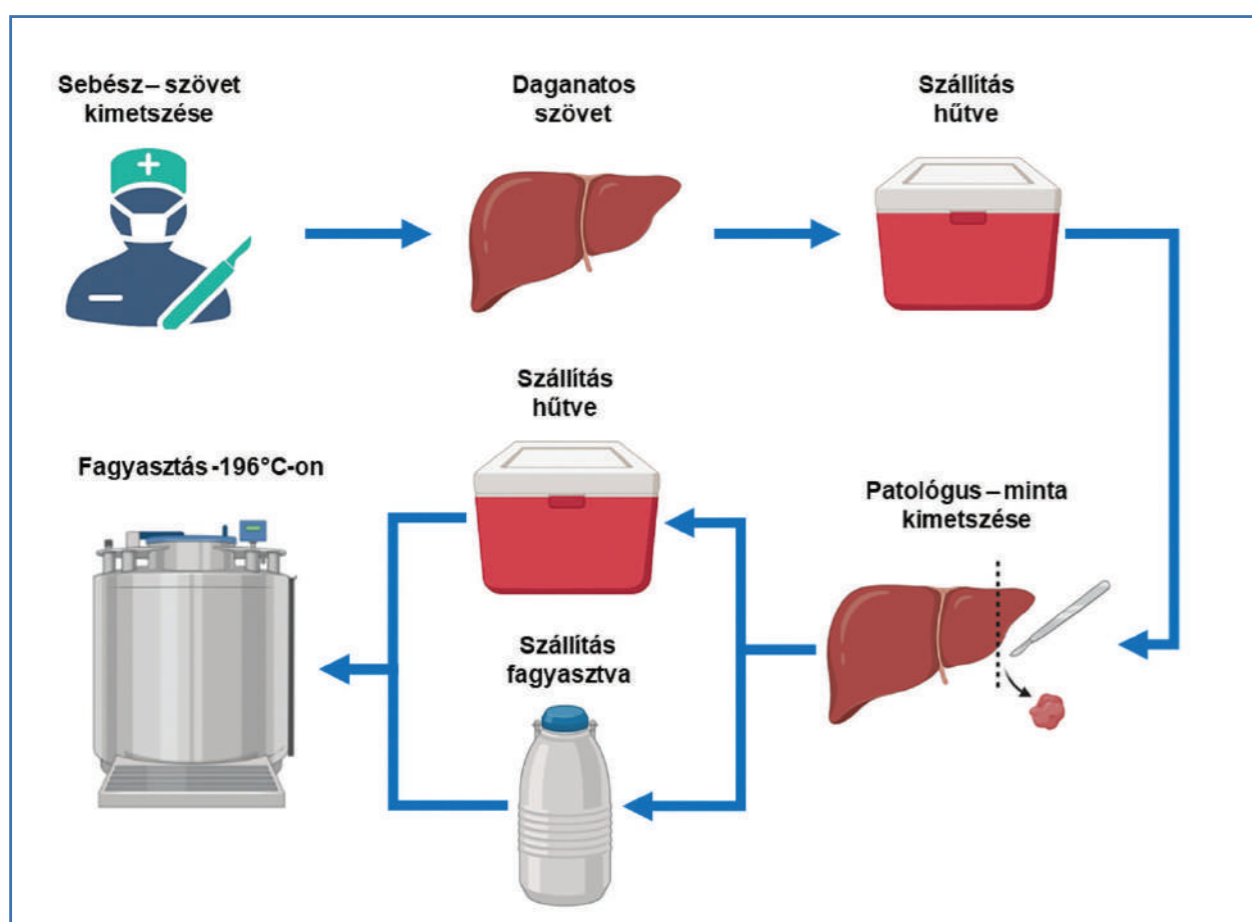 Sebész – szövet
kimetszése
Daganatos
szövet
Szállítás
hűtve
Patológus – minta
kimetszése
Szállítás
hűtve
Szállítás
fagyasztva
Fagyasztás -196°C-on